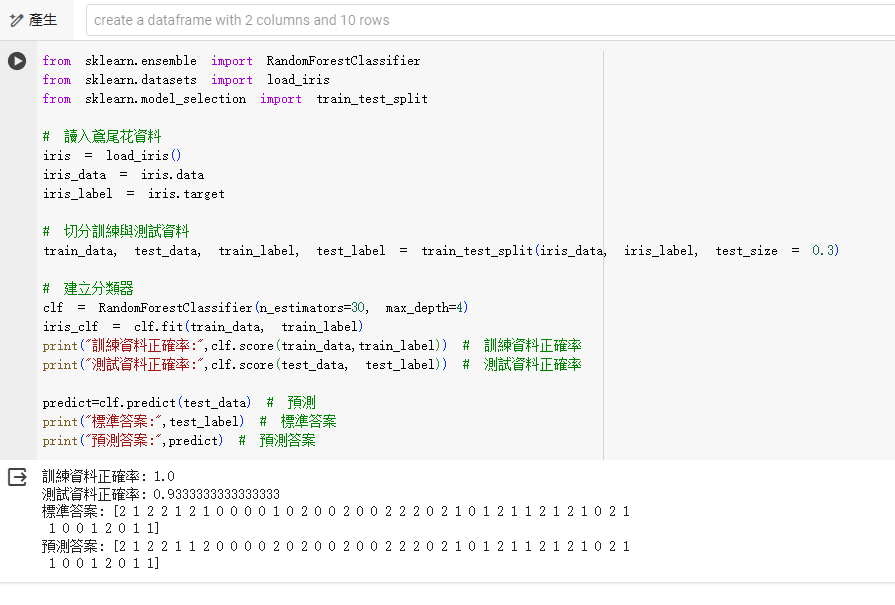 產生
create a dataframe with 2 columns and 10 rows
from sklearn.ensemble import RandomForestClassifier
from sklearn.datasets import load_iris
from sklearn.model_selection import train_test_split
# 讀入鳶尾花資料
iris = load_iris()
iris_data = iris.data
iris_label = iris.target
# 切分訓練與測試資料
train_data, test_data, train_label, test_label = train_test_split(iris_data, iris_label, test_size = 0.3)
# 建立分類器
clf = RandomForestClassifier(n_estimators=30, max_depth=4)
iris_clf = clf.fit(train_data, train_label)
print("訓練資料正確率:",clf.score(train_data,train_label)) # 訓練資料正確率
print("測試資料正確率:",clf.score(test_data, test_label)) # 測試資料正確率
predict=clf.predict(test_data) # 預測
print("標準答案:",test_label) # 標準答案
print("預測答案:",predict) # 預測答案
訓練資料正確率: 1.0
測試資料正確率: 0.9333333333333333
標準答案: [2 1 2 2 1 2 1 0 0 0 0 1 0 2 0 0 2 0 0 2 2 2 0 2 1 0 1 2 1 1 2 1 2 1 0 2 1
1 0 0 1 2 0 1 1]
預測答案: [2 1 2 2 1 1 2 0 0 0 0 2 0 2 0 0 2 0 0 2 2 2 0 2 1 0 1 2 1 1 2 1 2 1 0 2 1
1 0 0 1 2 0 1 1]